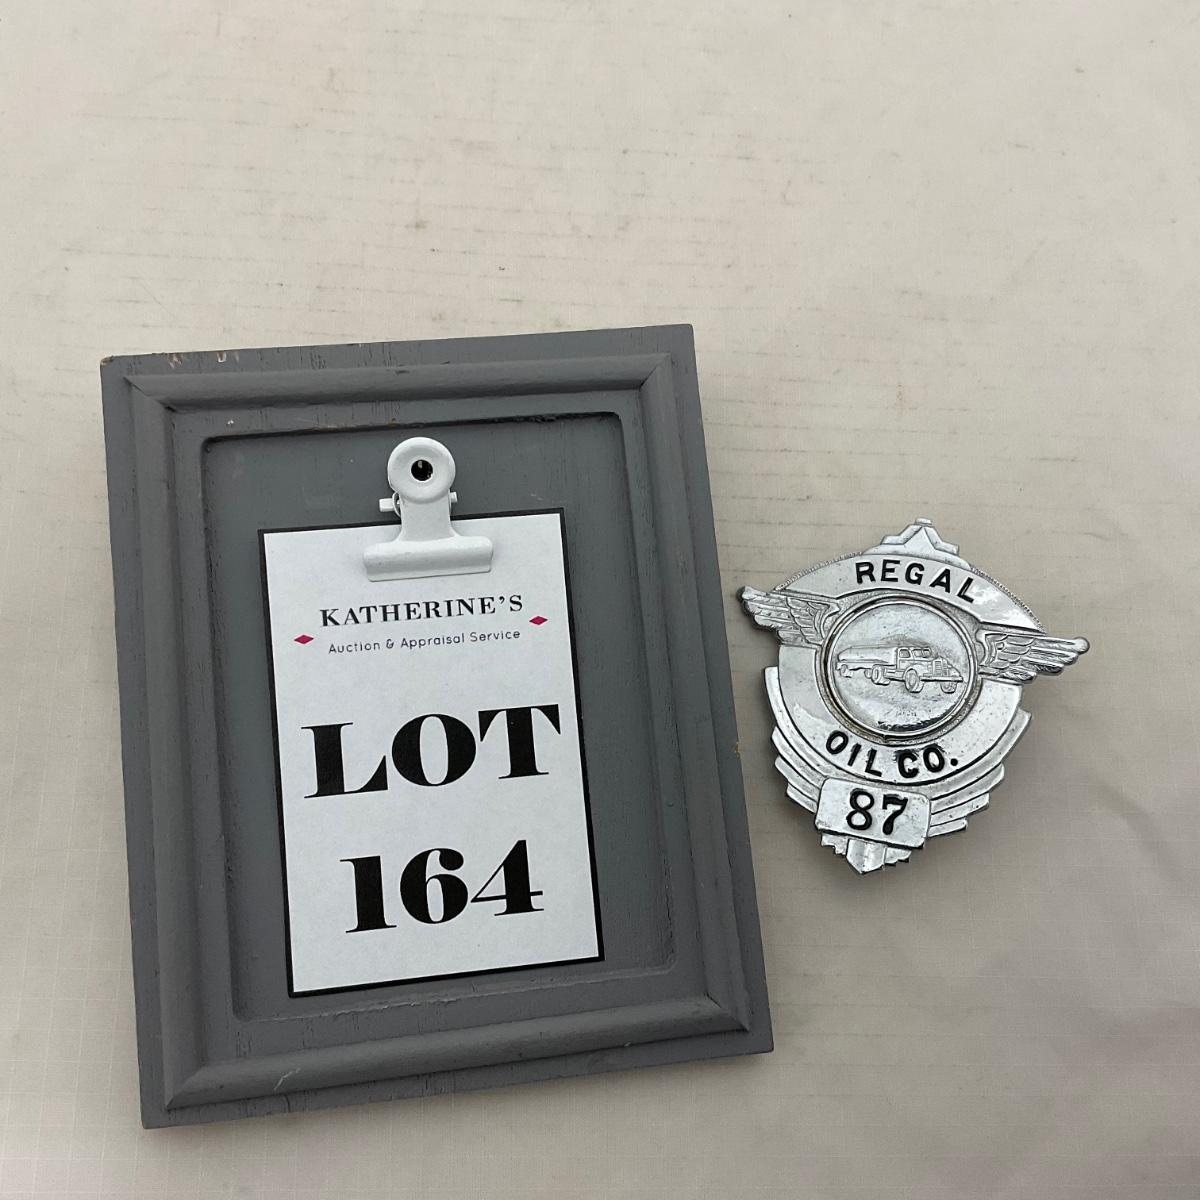 KATHERINE'S
Auction & Appraisal Service
LOT
164
REGAL
OIL CO.
87